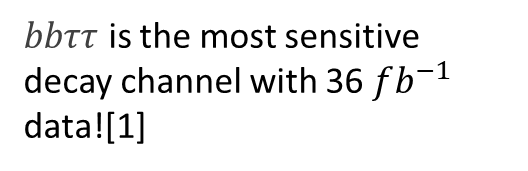 bbττ is the most sensitive
decay channel with 36 fb⁻¹
data![1]